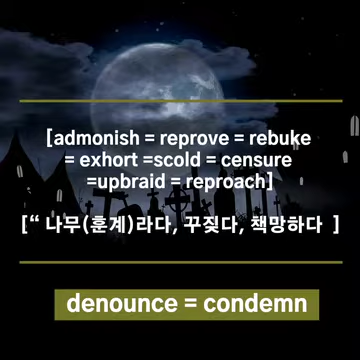 [admonish = reprove = rebuke
= exhort =scold = censure
=upbraid = reproach]
[“ 나무(훈계)라다, 꾸짖다, 책망하다 ]
denounce = condemn